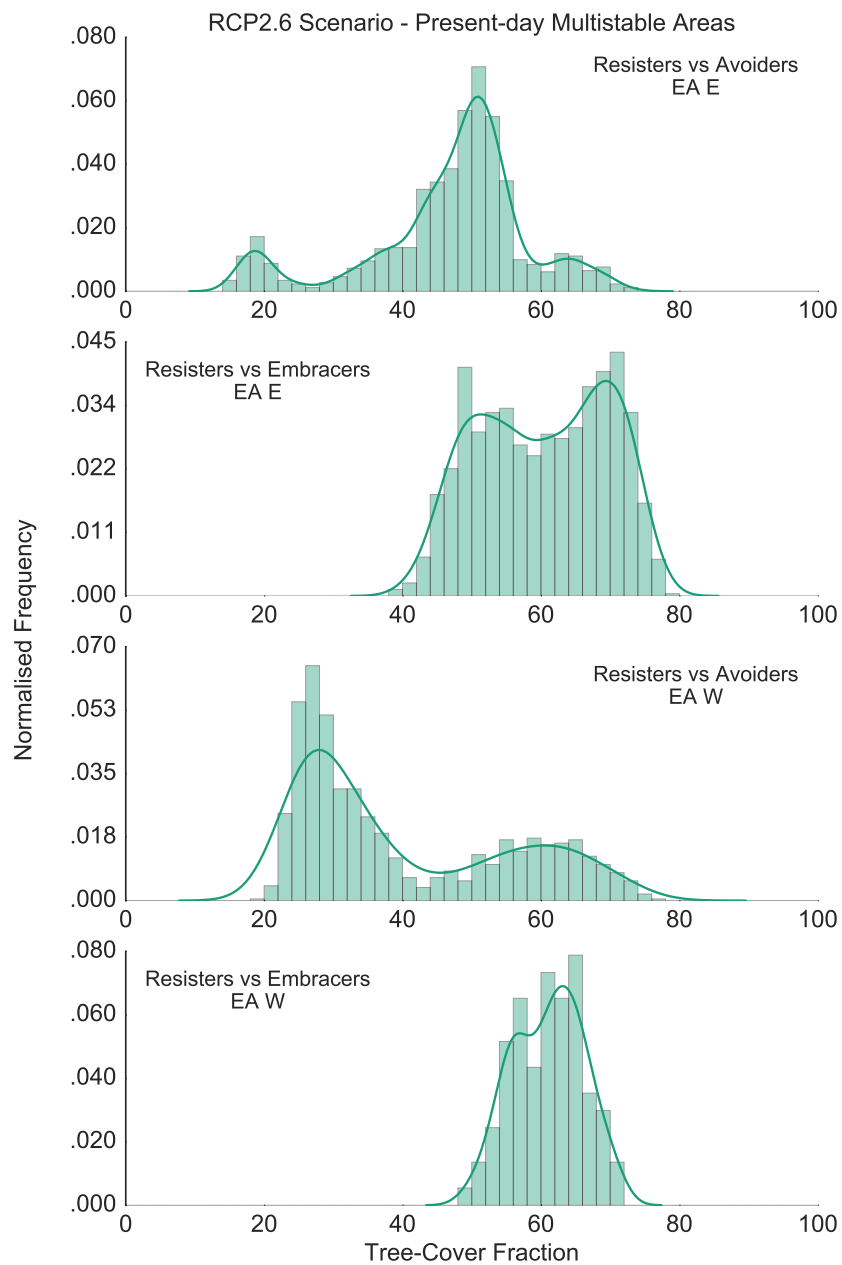 RCP2.6 Scenario - Present-day Multistable Areas
.080
.060
.040
.020
.000
Resisters vs Avoiders
EA E
0 20 40 60 80 100
.045
.034
.022
.011
.000
Resisters vs Embracers
EA E
0 20 40 60 80 100
Normalised Frequency
.070
.053
.035
.018
.000
Resisters vs Avoiders
EA W
0 20 40 60 80 100
.080
.060
.040
.020
.000
Resisters vs Embracers
EA W
0 20 40 60 80 100
Tree-Cover Fraction